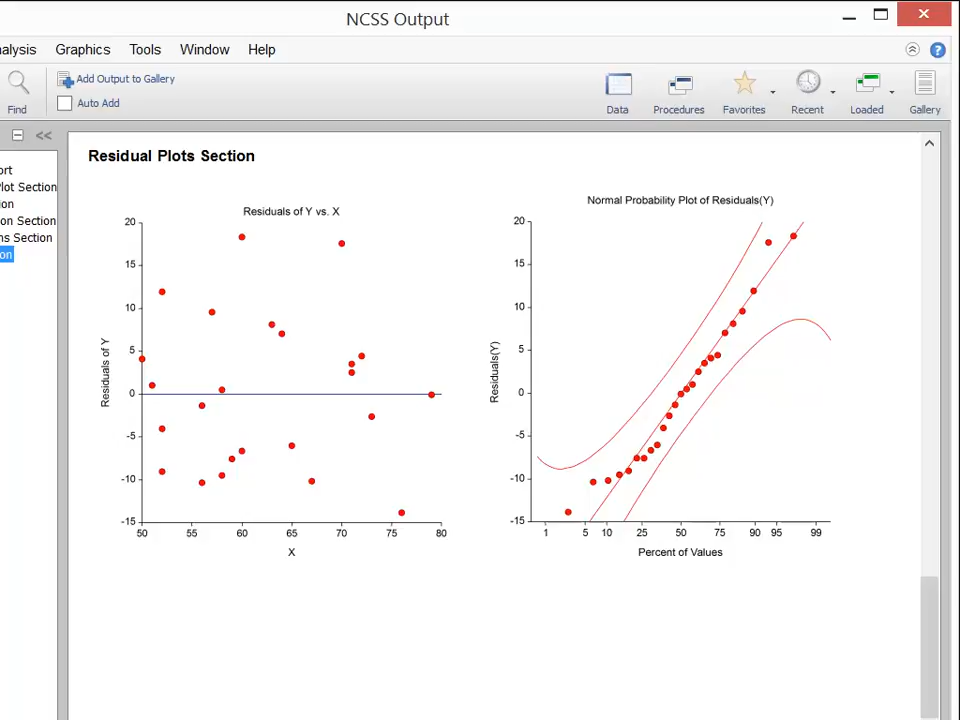 NCSS Output
nalysis Graphics Tools Window Help
Find
Add Output to Gallery
Auto Add
Data Procedures Favorites Recent Loaded Gallery
<<
ort
Plot Section
ion
on Section
ns Section
on
Residual Plots Section
Residuals of Y vs. X
Residuals of Y
20
15
10
5
0
-5
-10
-15
50 55 60 65 70 75 80
X
Normal Probability Plot of Residuals(Y)
Residuals(Y)
20
15
10
5
0
-5
-10
-15
1 5 10 25 50 75 90 95 99
Percent of Values